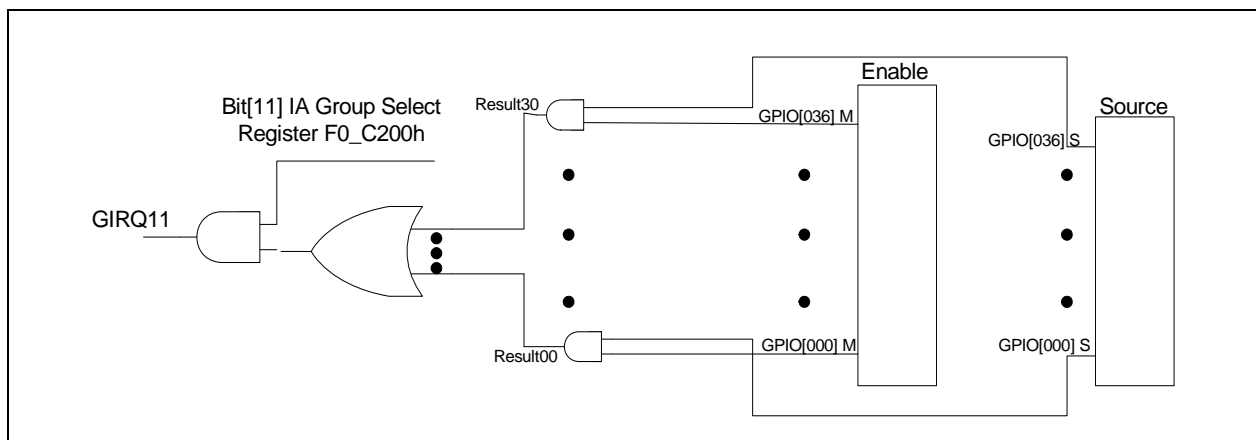 Enable
Bit[11] IA Group Select
Register F0_C200h
Result30
GPIO[036] M
GPIO[036] S
Source
GIRQ11
Result00
GPIO[000] M
GPIO[000] S